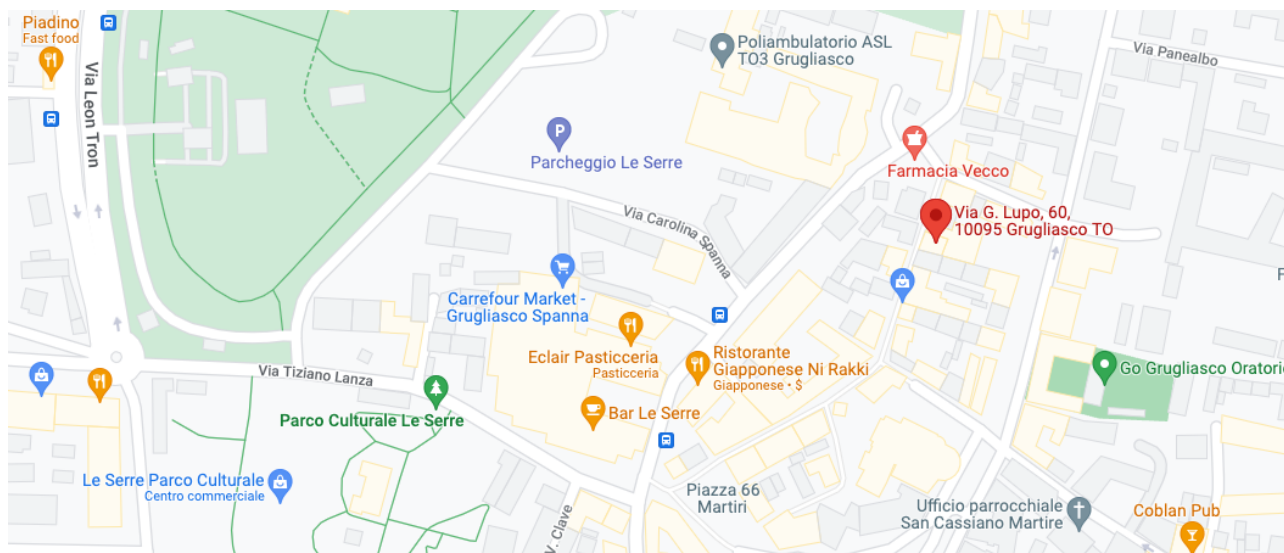 Piadino
Fast food
Via Leon Tron
Poliambulatorio ASL
TO3 Grugliasco
Via Panealbo
P
Parcheggio Le Serre
Farmacia Vecco
Via G. Lupo, 60,
10095 Grugliasco TO
Via Carolina Spanna
Carrefour Market -
Grugliasco Spanna
Eclair Pasticceria
Pasticceria
Ristorante
Giapponese Ni Rakki
Giapponese • $
Go Grugliasco Oratorio
Via Tiziano Lanza
Parco Culturale Le Serre
Bar Le Serre
Le Serre Parco Culturale
Centro commerciale
Piazza 66
Martiri
Ufficio parrocchiale
San Cassiano Martire
Coblan Pub
V. Clave